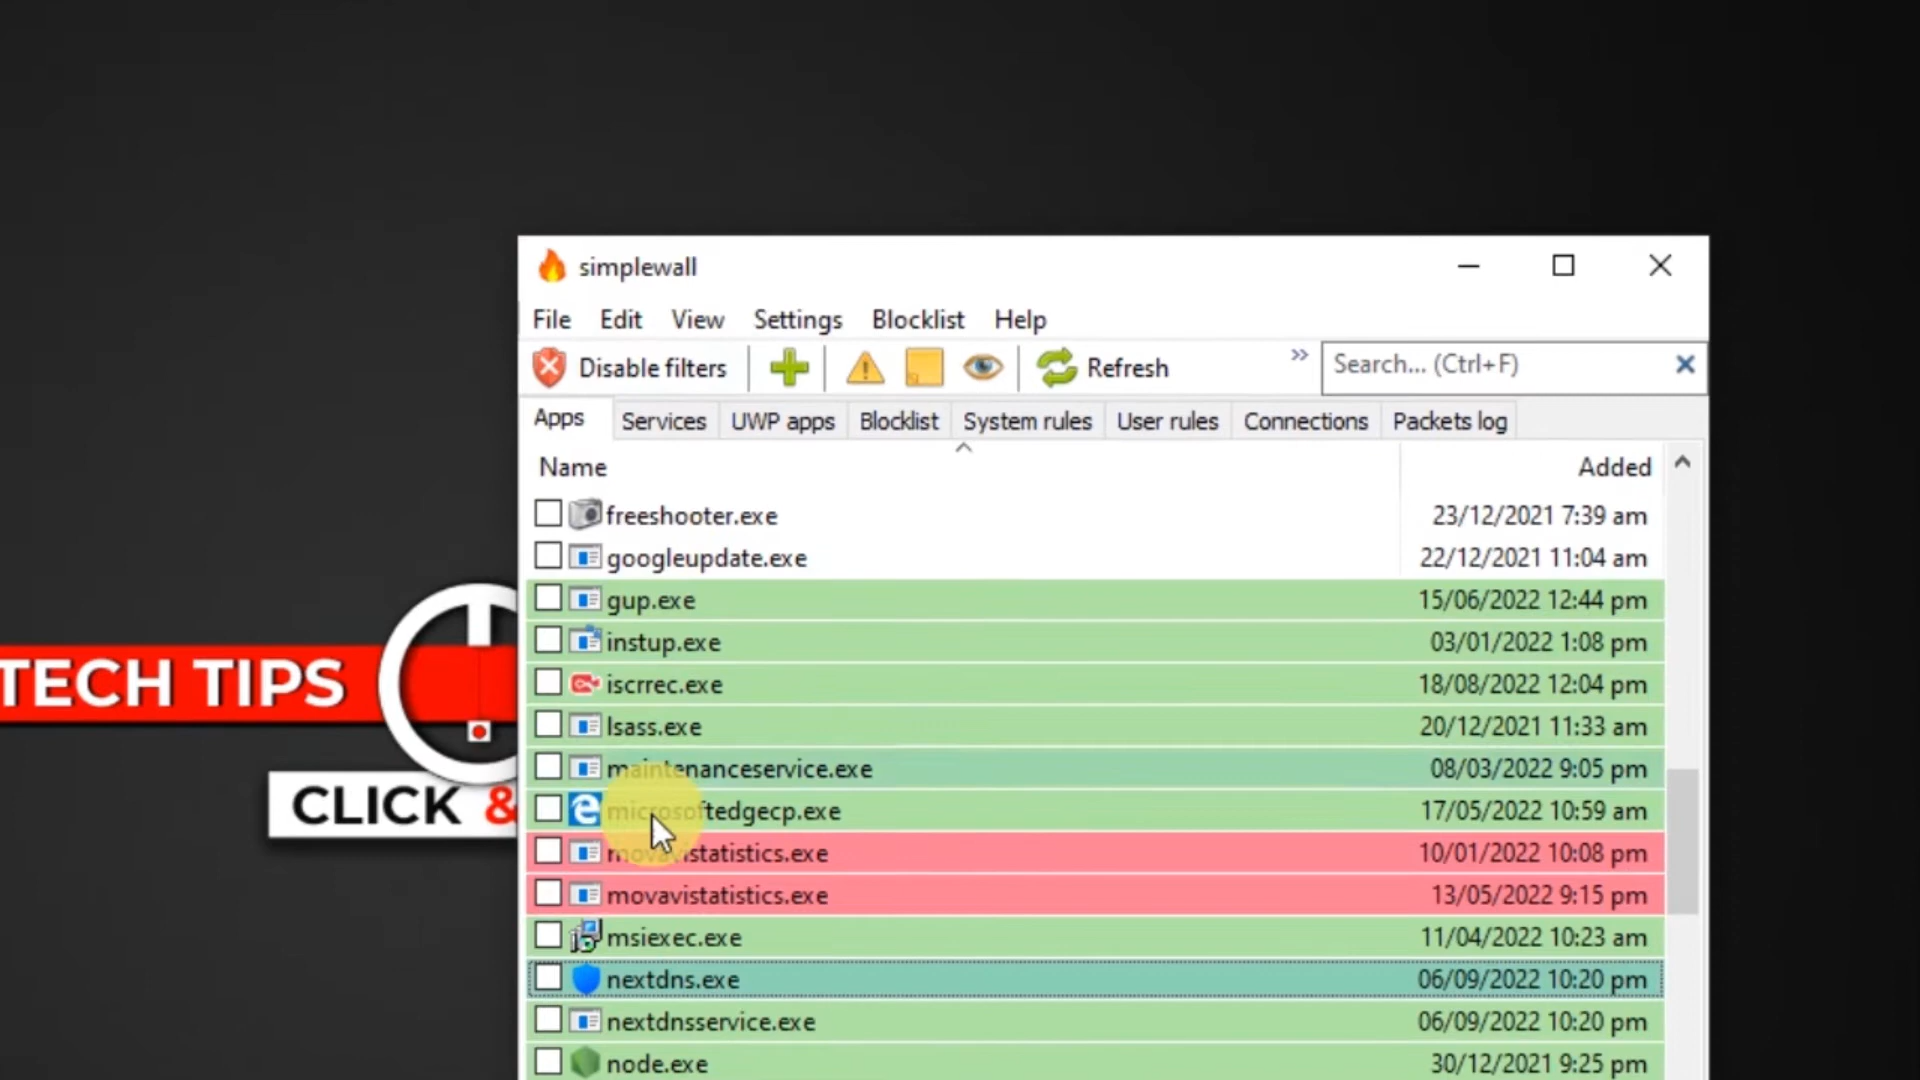 simplewall
File Edit View Settings Blocklist Help
Disable filters Refresh » Search... (Ctrl+F)
Apps Services UWP apps Blocklist System rules User rules Connections Packets log
Name Added
freeshooter.exe 23/12/2021 7:39 am
googleupdate.exe 22/12/2021 11:04 am
gup.exe 15/06/2022 12:44 pm
instup.exe 03/01/2022 1:08 pm
iscrrec.exe 18/08/2022 12:04 pm
lsass.exe 20/12/2021 11:33 am
maintenanceservice.exe 08/03/2022 9:05 pm
microsoftedgecp.exe 17/05/2022 10:59 am
movavistatistics.exe 10/01/2022 10:08 pm
movavistatistics.exe 13/05/2022 9:15 pm
msiexec.exe 11/04/2022 10:23 am
nextdns.exe 06/09/2022 10:20 pm
nextdnsservice.exe 06/09/2022 10:20 pm
node.exe 30/12/2021 9:25 pm
TECH TIPS
CLICK &